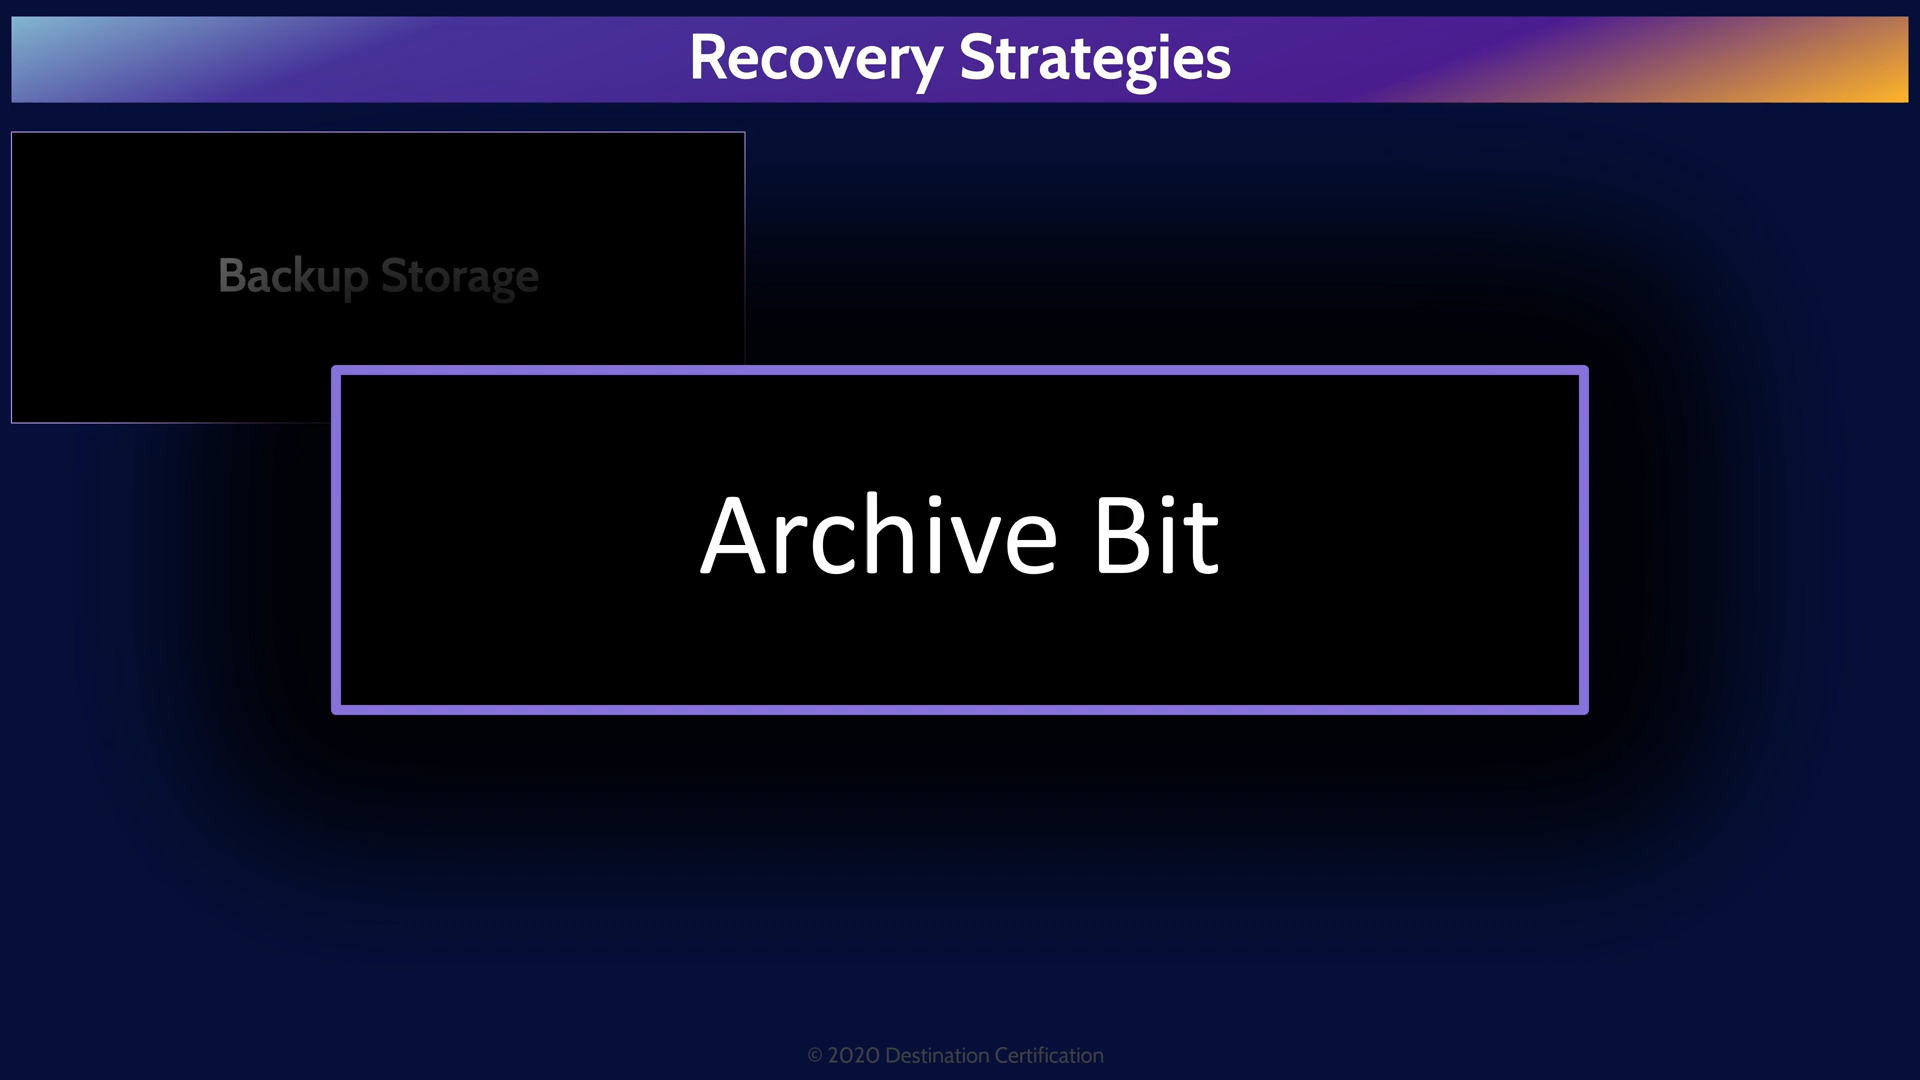 Recovery Strategies
Backup Storage
Archive Bit
© 2020 Destination Certification